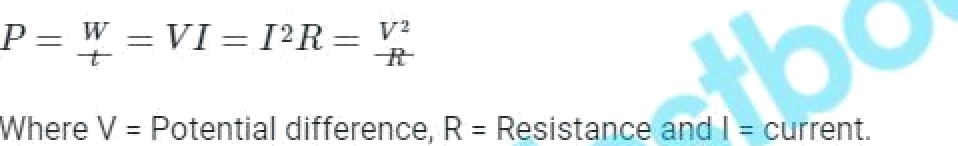 P = W/t = VI = I²R = V²/R
Where V = Potential difference, R = Resistance and I = current.